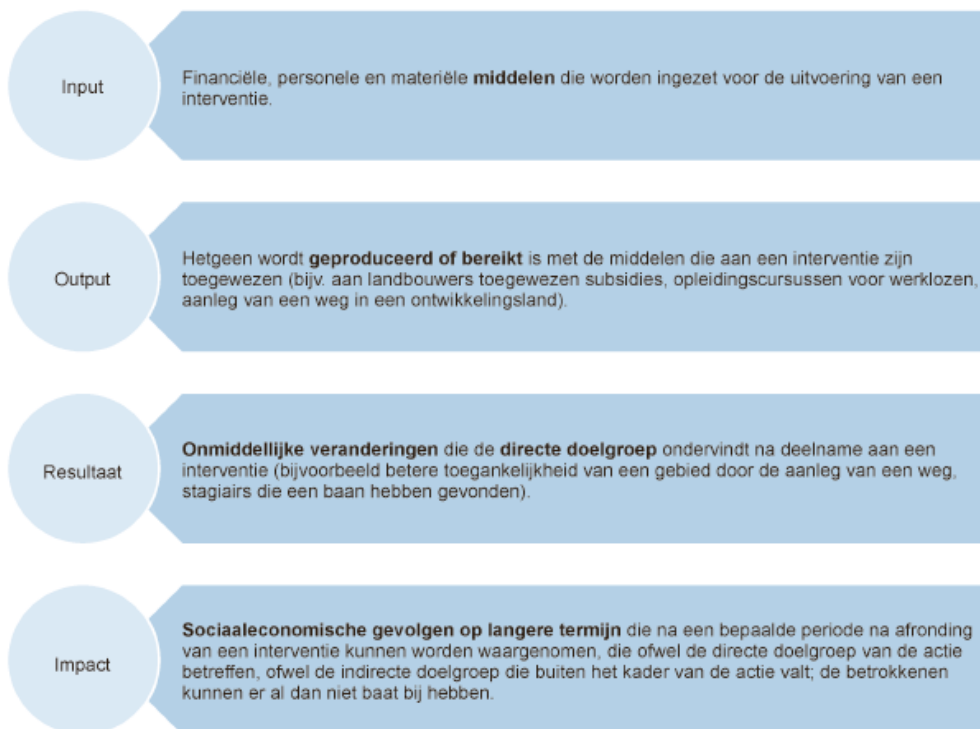 Input
Financiële, personele en materiële middelen die worden ingezet voor de uitvoering van een
interventie.
Output
Hetgeen wordt geproduceerd of bereikt is met de middelen die aan een interventie zijn
toegewezen (bijv. aan landbouwers toegewezen subsidies, opleidingscursussen voor werklozen,
aanleg van een weg in een ontwikkelingsland).
Resultaat
Onmiddellijke veranderingen die de directe doelgroep ondervindt na deelname aan een
interventie (bijvoorbeeld betere toegankelijkheid van een gebied door de aanleg van een weg,
stagiairs die een baan hebben gevonden).
Impact
Sociaaleconomische gevolgen op langere termijn die na een bepaalde periode na afronding
van een interventie kunnen worden waargenomen, die ofwel de directe doelgroep van de actie
betreffen, ofwel de indirecte doelgroep die buiten het kader van de actie valt; de betrokkenen
kunnen er al dan niet baat bij hebben.